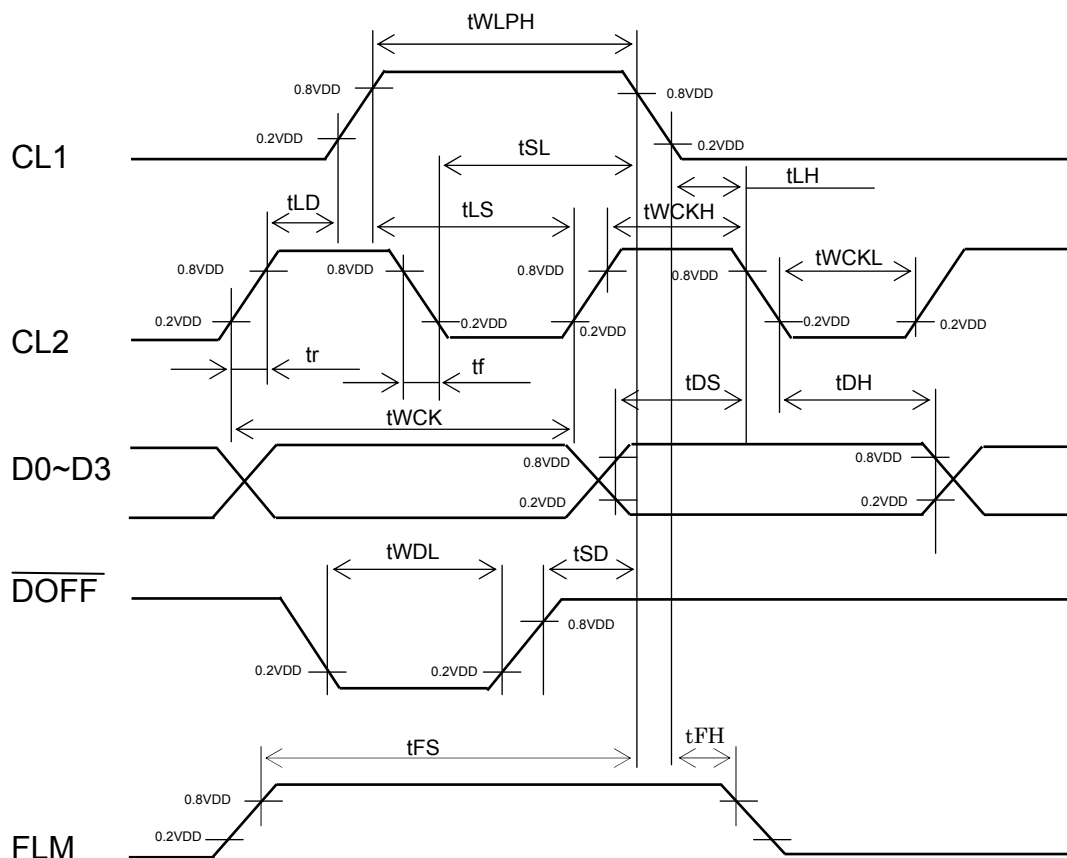 tWLPH
0.8VDD
0.8VDD
0.2VDD
0.2VDD
CL1
tSL
tLH
tLD
tLS
tWCKH
0.8VDD
0.8VDD
0.8VDD
0.8VDD
tWCKL
0.2VDD
0.2VDD
0.2VDD
0.2VDD
0.2VDD
CL2
tr
tf
tDS
tDH
tWCK
D0~D3
0.8VDD
0.8VDD
0.2VDD
0.2VDD
tWDL
tSD
DOFF
0.8VDD
0.2VDD
0.2VDD
tFS
tFH
0.8VDD
0.2VDD
FLM